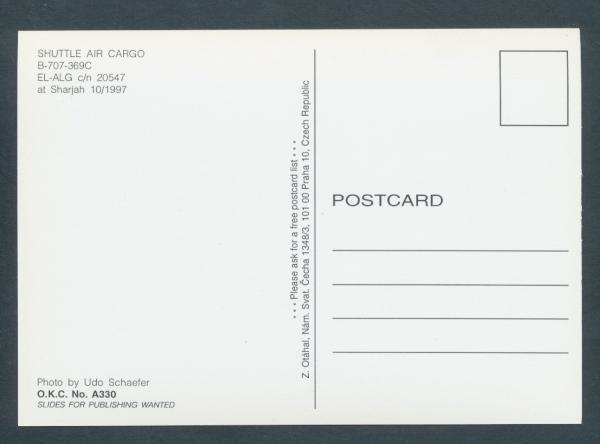 SHUTTLE AIR CARGO
B-707-369C
EL-ALG c/n 20547
at Sharjah 10/1997
Photo by Udo Schaefer
O.K.C. No. A330
SLIDES FOR PUBLISHING WANTED
• • • Please ask for a free postcard list • • •
Z. Otáhal, Nám. Svat. Čecha 1348/3, 101 00 Praha 10, Czech Republic
POSTCARD